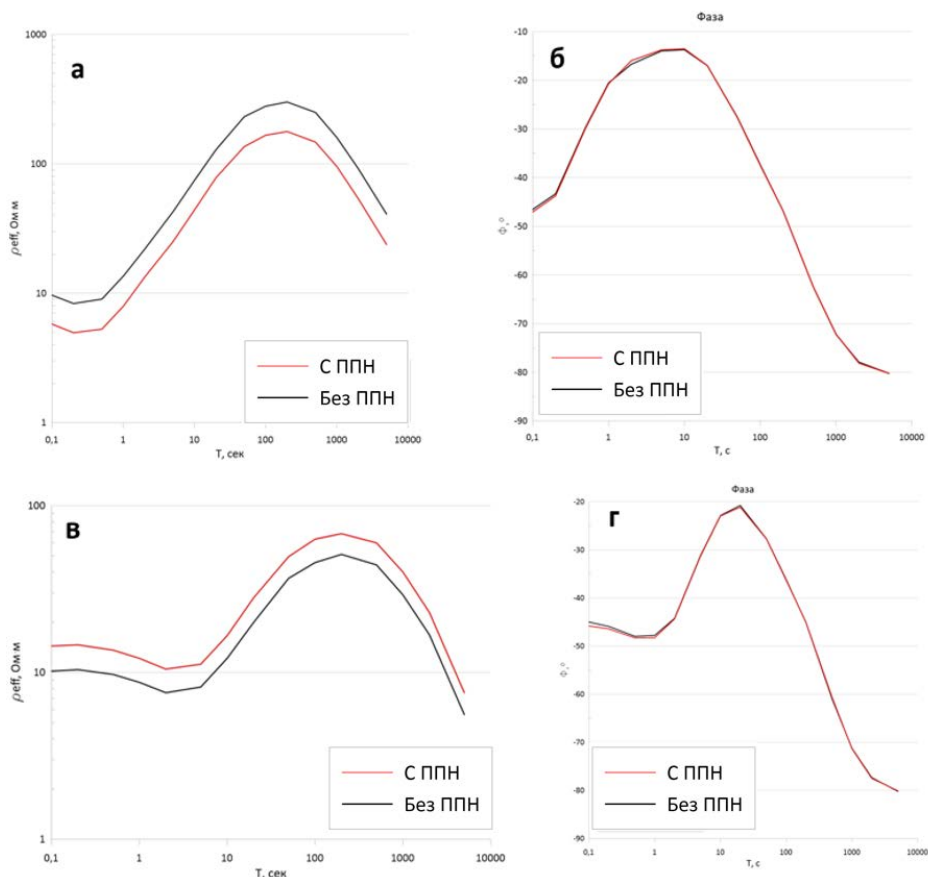 а
1000
100
10
1
ρeff, Ом м
0,1 1 10 100 1000 10000
Т, сек
С ППН
Без ППН
Фаза
б
-10
-20
-30
-40
-50
-60
-70
-80
-90
Ф,°
0,1 1 10 100 1000 10000
Т, с
С ППН
Без ППН
в
100
10
1
ρeff, Ом м
0,1 1 10 100 1000 10000
Т, сек
С ППН
Без ППН
Фаза
г
-20
-30
-40
-50
-60
-70
-80
-90
Ф,°
0,1 1 10 100 1000 10000
Т, с
С ППН
Без ППН